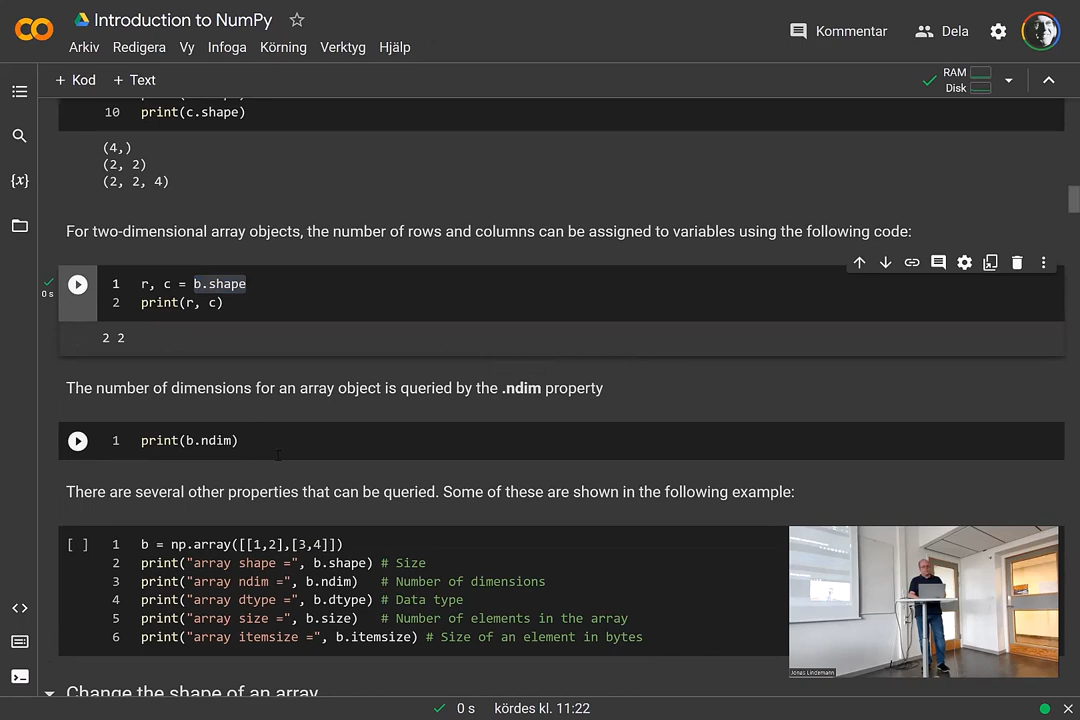 Introduction to NumPy
Arkiv Redigera Vy Infoga Körning Verktyg Hjälp
Kommentar
Dela
+ Kod + Text
RAM
Disk
10 print(c.shape)
(4,)
(2, 2)
(2, 2, 4)
For two-dimensional array objects, the number of rows and columns can be assigned to variables using the following code:
0 s
1 r, c = b.shape
2 print(r, c)
2 2
The number of dimensions for an array object is queried by the .ndim property
1 print(b.ndim)
There are several other properties that can be queried. Some of these are shown in the following example:
[ ] 1 b = np.array([[1,2],[3,4]])
2 print("array shape =", b.shape) # Size
3 print("array ndim =", b.ndim) # Number of dimensions
4 print("array dtype =", b.dtype) # Data type
5 print("array size =", b.size) # Number of elements in the array
6 print("array itemsize =", b.itemsize) # Size of an element in bytes
Jonas Lindemann
Change the shape of an array
0 s kördes kl. 11:22